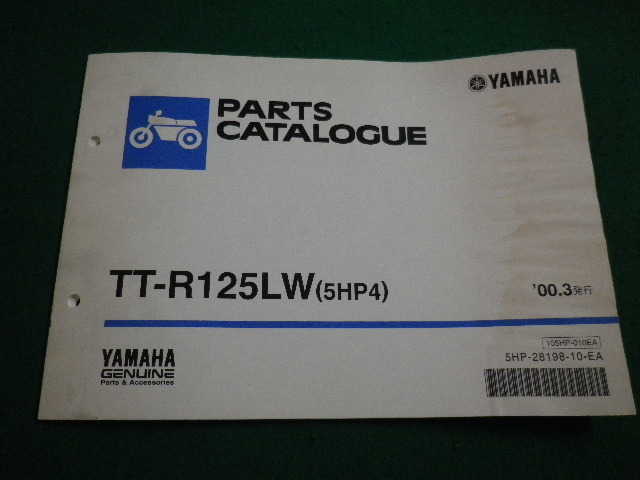 YAMAHA
PARTS
CATALOGUE
TT-R125LW(5HP4)
'00.3発行
YAMAHA
GENUINE
Parts & Accessories
105HP-010EA
5HP-28198-10-EA